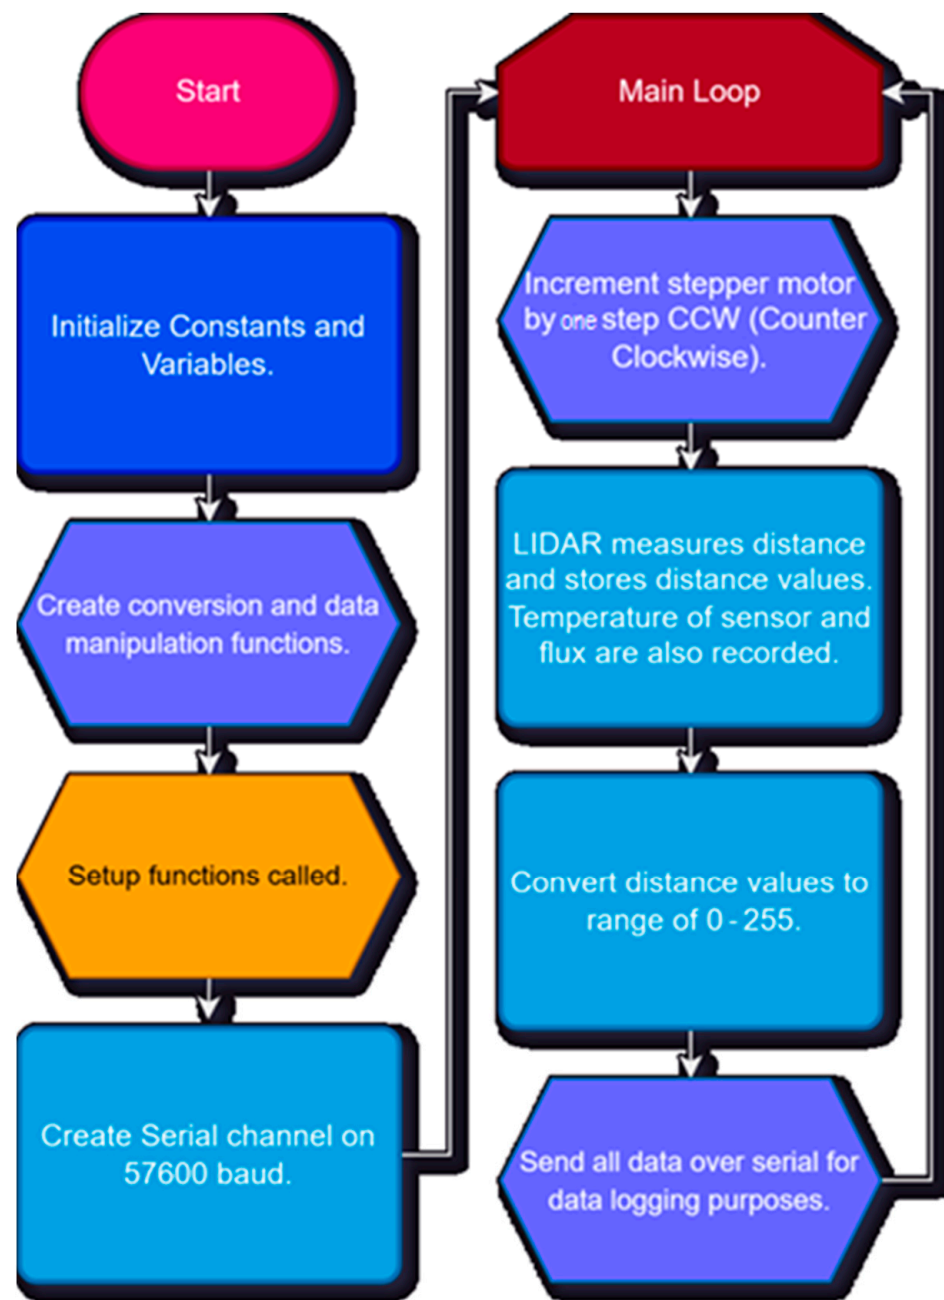 Start
Initialize Constants and
Variables.
Create conversion and data
manipulation functions.
Setup functions called.
Create Serial channel on
57600 baud.
Main Loop
Increment stepper motor
by one step CCW (Counter
Clockwise).
LIDAR measures distance
and stores distance values.
Temperature of sensor and
flux are also recorded.
Convert distance values to
range of 0 - 255.
Send all data over serial for
data logging purposes.